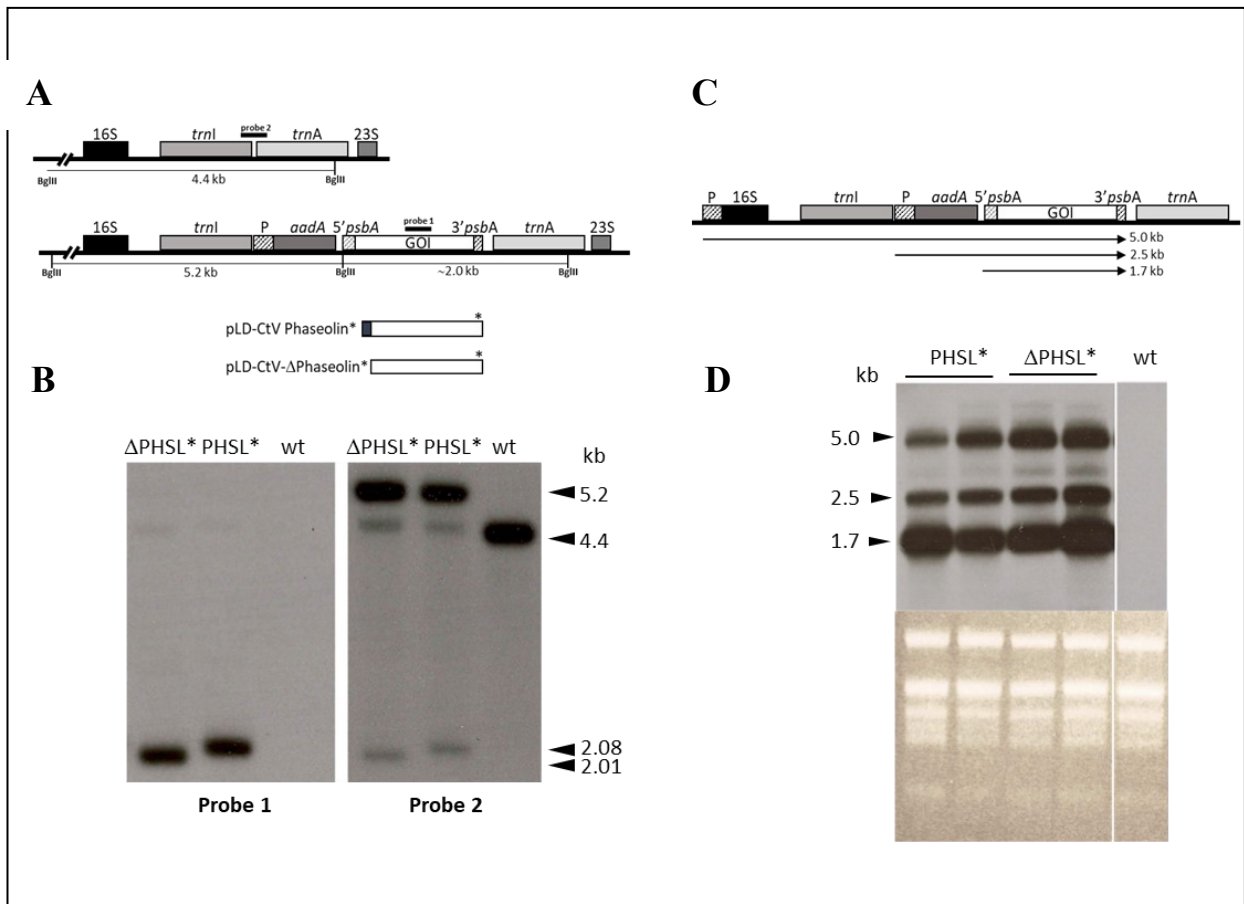 A
16S trnI probe 2 trnA 23S
BglII 4.4 kb BglII
16S trnI P aadA 5'psbA probe 1 3'psbA trnA 23S
GOI
BglII 5.2 kb BglII ~2.0 kb BglII
*
pLD-CtV Phaseolin*
*
pLD-CtV-ΔPhaseolin*
B
ΔPHSL* PHSL* wt
ΔPHSL* PHSL* wt
kb
5.2
4.4
2.08
2.01
Probe 1
Probe 2
C
P 16S trnI P aadA 5'psbA 3'psbA trnA
GOI
5.0 kb
2.5 kb
1.7 kb
D
kb
PHSL* ΔPHSL* wt
5.0
2.5
1.7